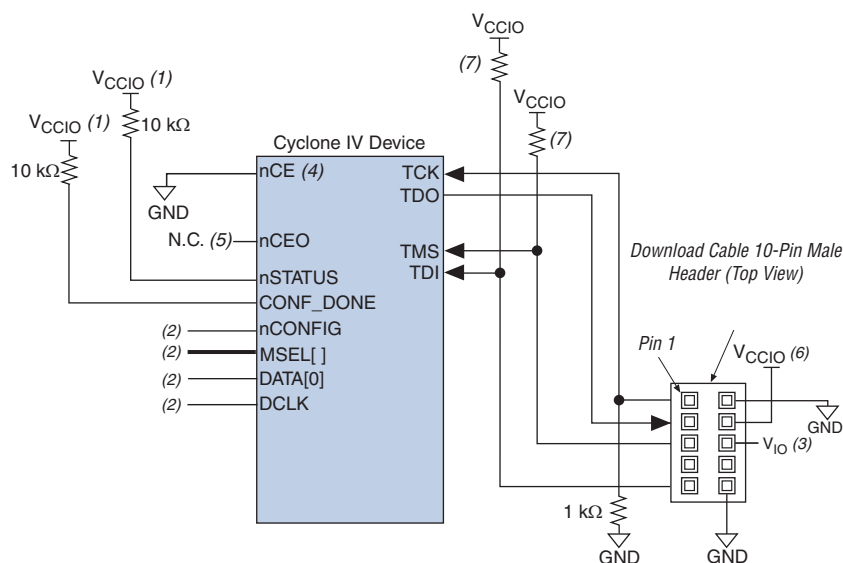 VCCIO
(7)
VCCIO (1)
VCCIO
VCCIO (1)
10 kΩ
(7)
10 kΩ
Cyclone IV Device
nCE (4)
TCK
GND
TDO
N.C. (5)
nCEO
TMS
TDI
Download Cable 10-Pin Male
Header (Top View)
nSTATUS
CONF_DONE
(2)
nCONFIG
(2)
MSEL[ ]
(2)
DATA[0]
(2)
DCLK
Pin 1
VCCIO (6)
GND
VIO (3)
1 kΩ
GND
GND